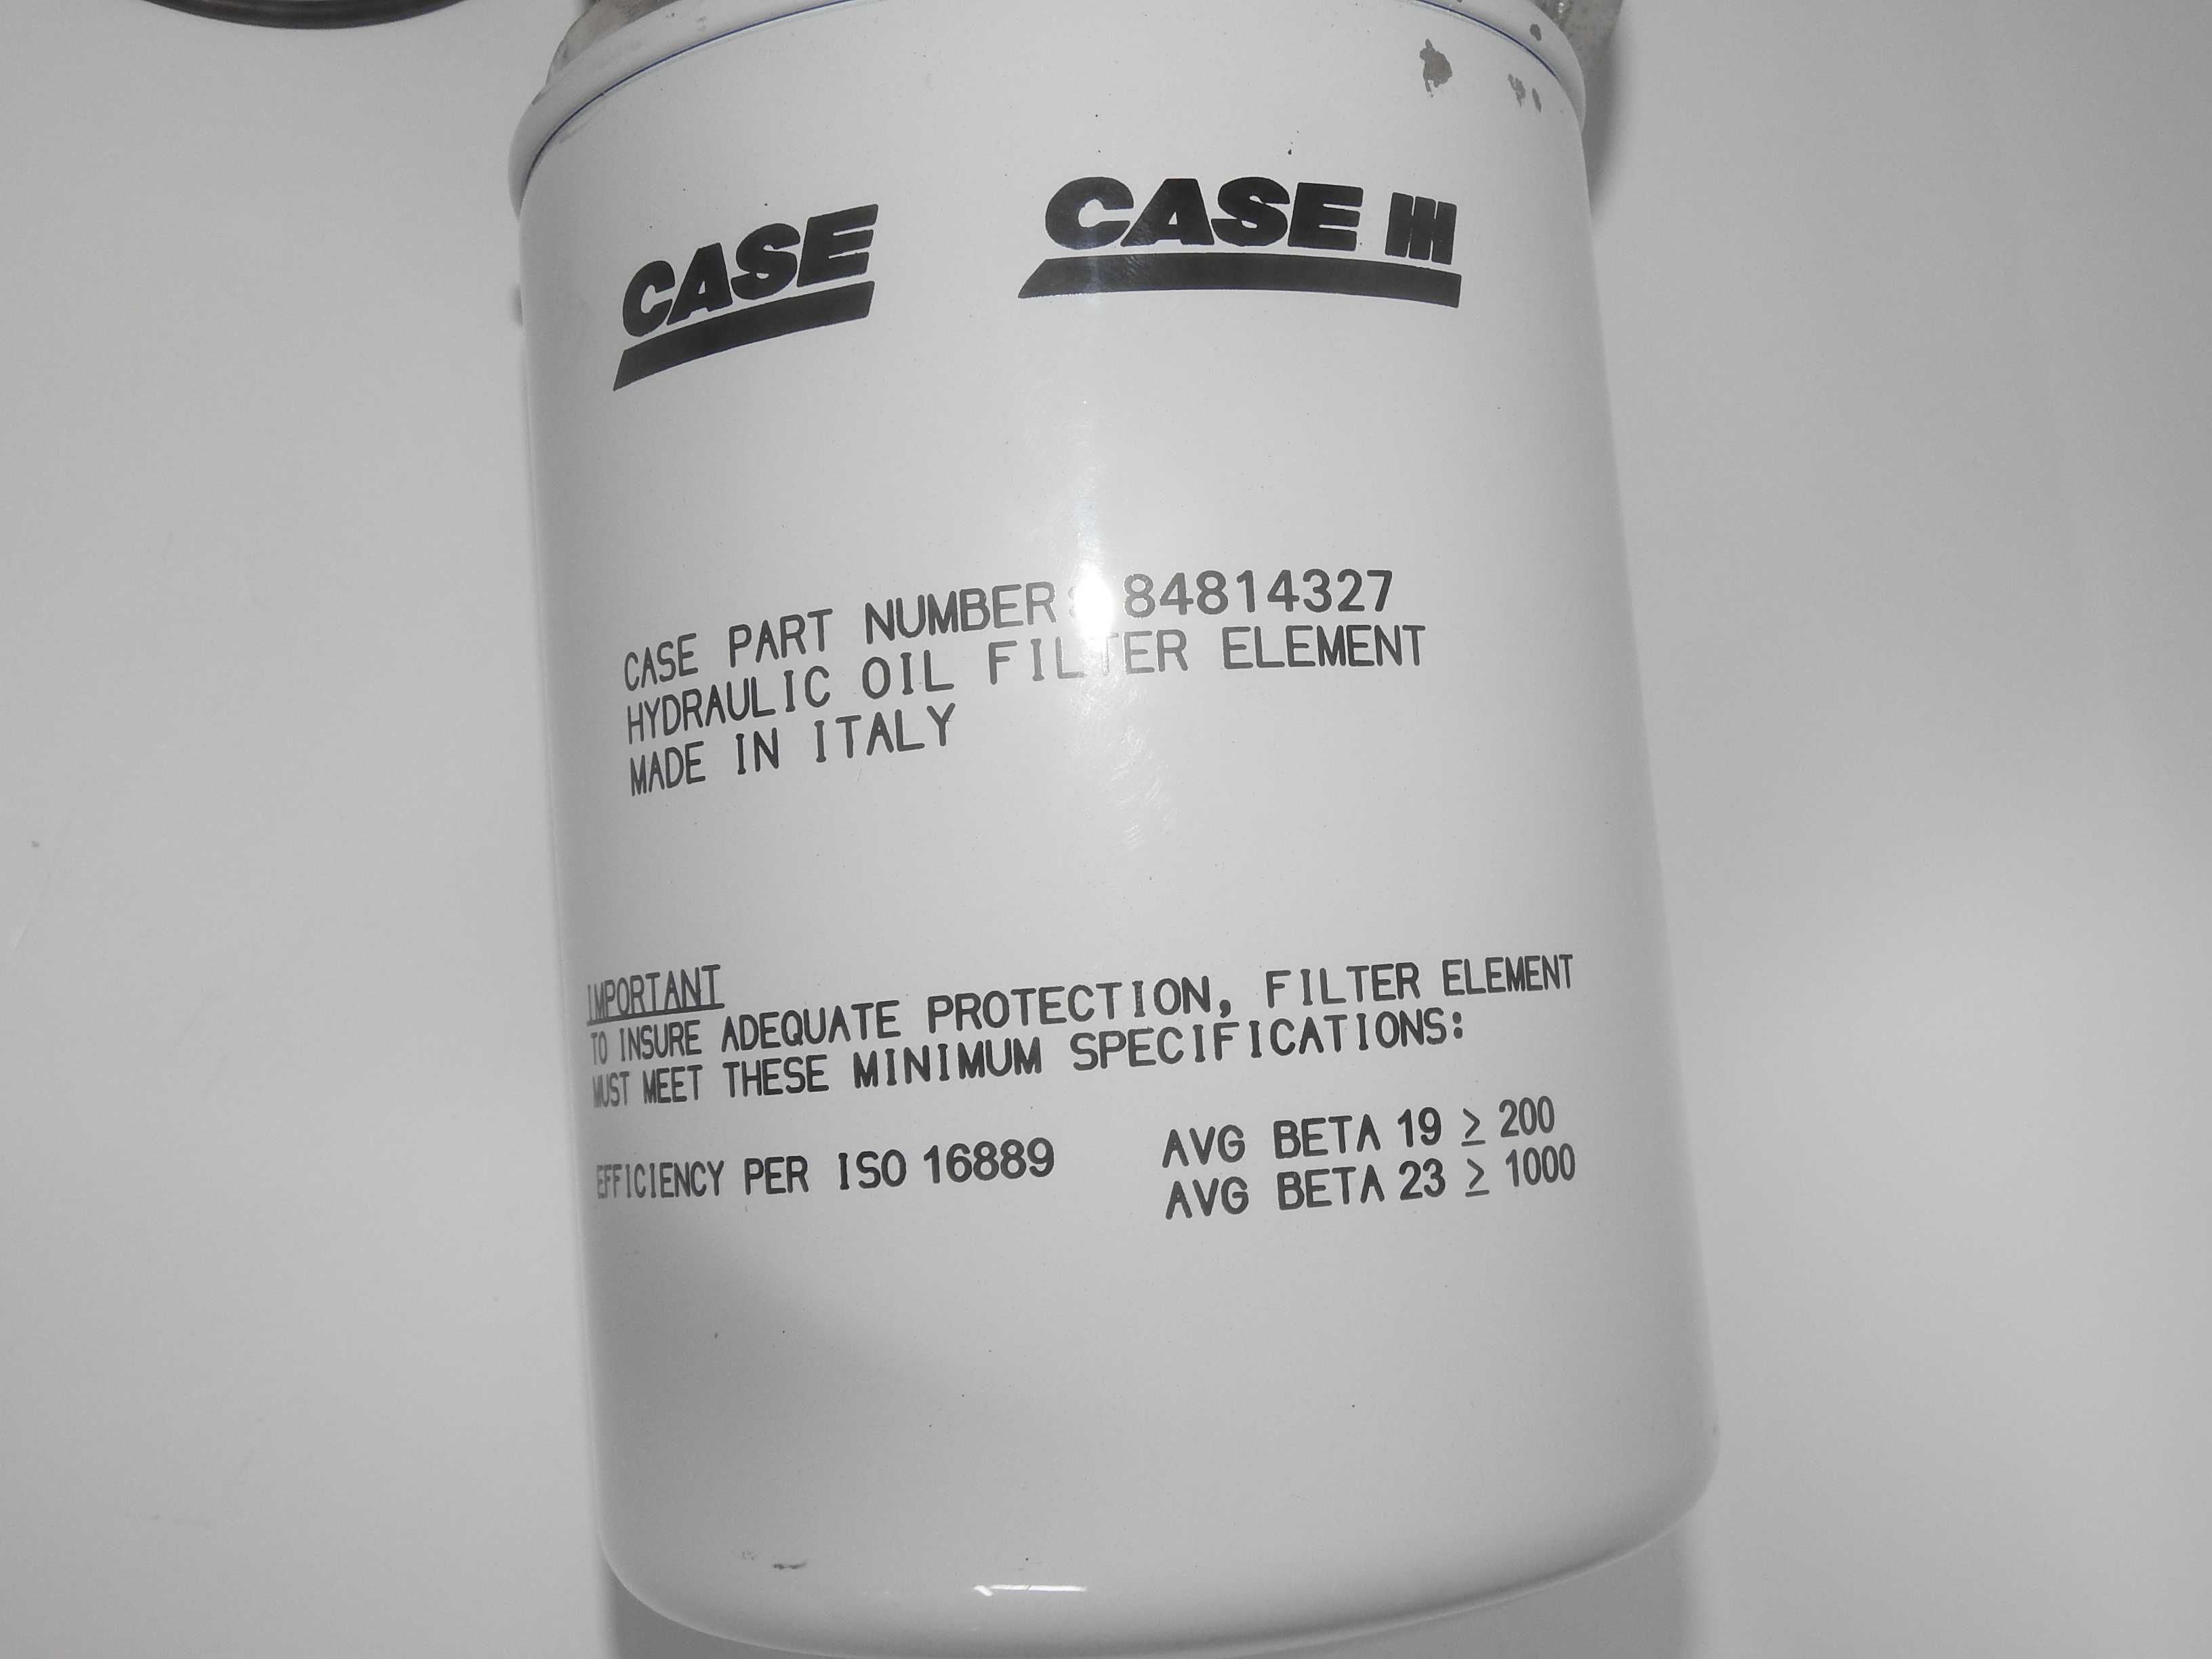 CASE
CASE IH
CASE PART NUMBER: 84814327
HYDRAULIC OIL FILTER ELEMENT
MADE IN ITALY
IMPORTANT
TO INSURE ADEQUATE PROTECTION, FILTER ELEMENT
MUST MEET THESE MINIMUM SPECIFICATIONS:
EFFICIENCY PER ISO 16889 AVG BETA 19 ≥ 200
AVG BETA 23 ≥ 1000